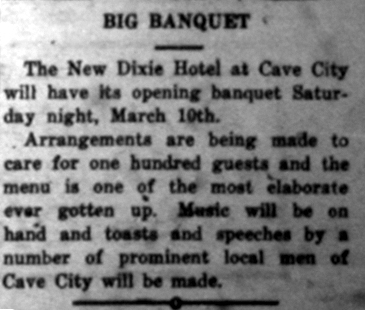 BIG BANQUET
The New Dixie Hotel at Cave City
will have its opening banquet Satur-
day night, March 10th.
Arrangements are being made to
care for one hundred guests and the
menu is one of the most elaborate
ever gotten up. Music will be on
hand and toasts and speeches by a
number of prominent local men of
Cave City will be made.